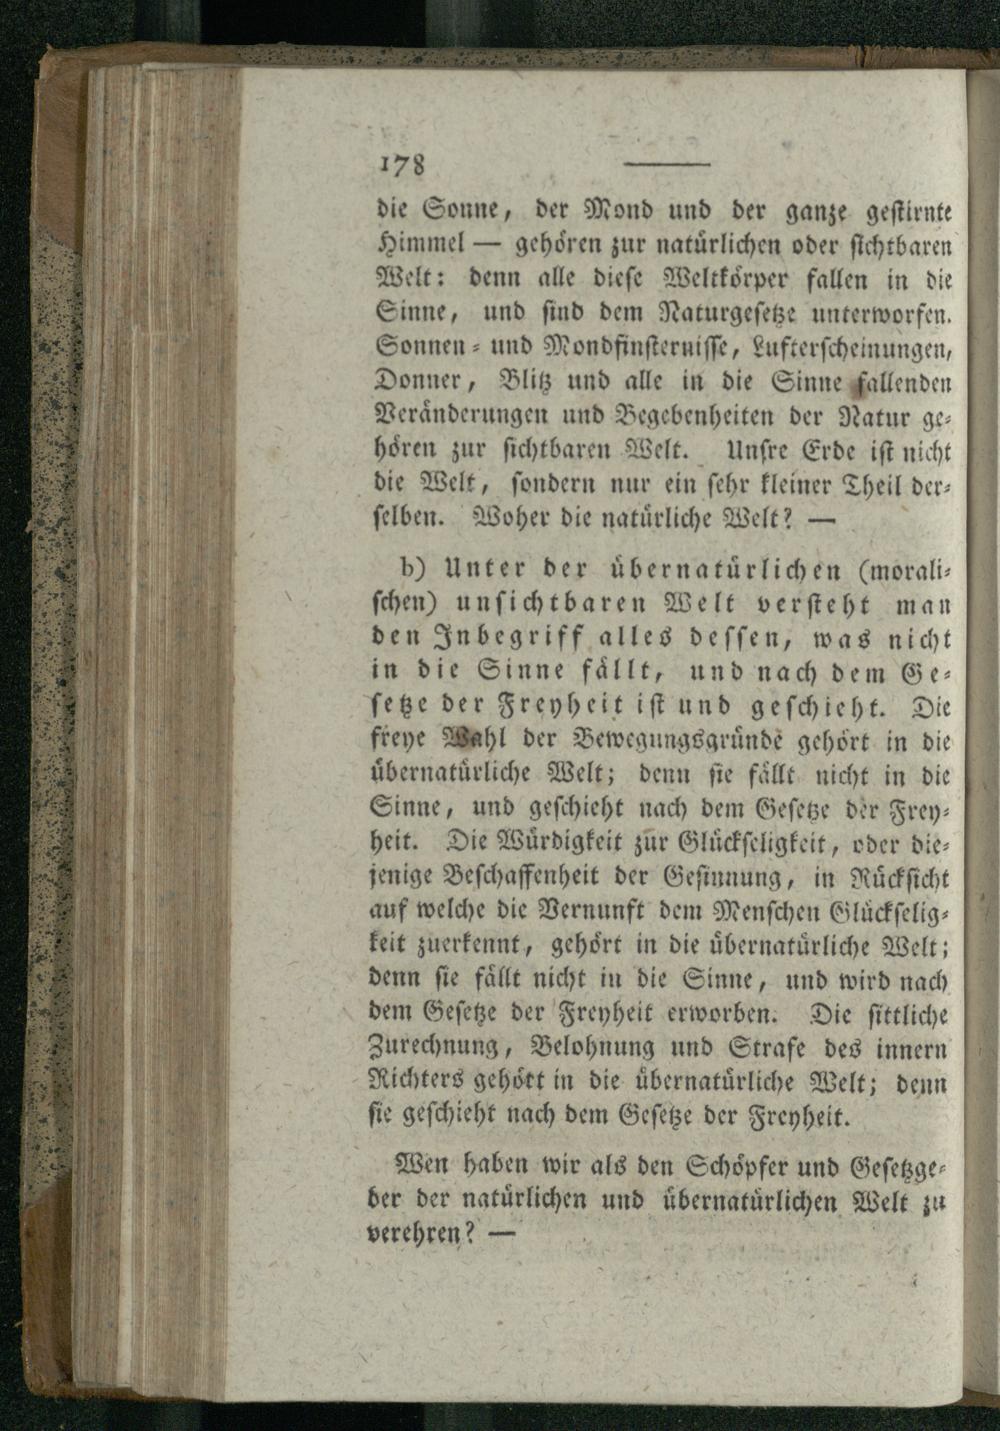 178
die Sonne, der Mond und der ganze gestirnte
Himmel — gehören zur natürlichen oder sichtbaren
Welt: denn alle diese Weltkörper fallen in die
Sinne, und sind dem Naturgesetze unterworfen.
Sonnen- und Mondfinsternisse, Lufterscheinungen,
Donner, Blitz und alle in die Sinne fallenden
Veränderungen und Begebenheiten der Natur ge-
hören zur sichtbaren Welt. Unsre Erde ist nicht
die Welt, sondern nur ein sehr kleiner Theil der-
selben. Woher die natürliche Welt? —
b) Unter der übernatürlichen (morali-
schen) unsichtbaren Welt versteht man
den Inbegriff alles dessen, was nicht
in die Sinne fällt, und nach dem Ge-
setze der Freyheit ist und geschieht. Die
freye Wahl der Bewegungsgründe gehört in die
übernatürliche Welt; denn sie fällt nicht in die
Sinne, und geschieht nach dem Gesetze der Frey-
heit. Die Würdigkeit zur Glückseligkeit, oder die-
jenige Beschaffenheit der Gesinnung, in Rücksicht
auf welche die Vernunft dem Menschen Glückselig-
keit zuerkennt, gehört in die übernatürliche Welt;
denn sie fällt nicht in die Sinne, und wird nach
dem Gesetze der Freyheit erworben. Die sittliche
Zurechnung, Belohnung und Strafe des innern
Richters gehött in die übernatürliche Welt; denn
sie geschieht nach dem Gesetze der Freyheit.
Wen haben wir als den Schöpfer und Gesetzge-
ber der natürlichen und übernatürlichen Welt zu
verehren? —